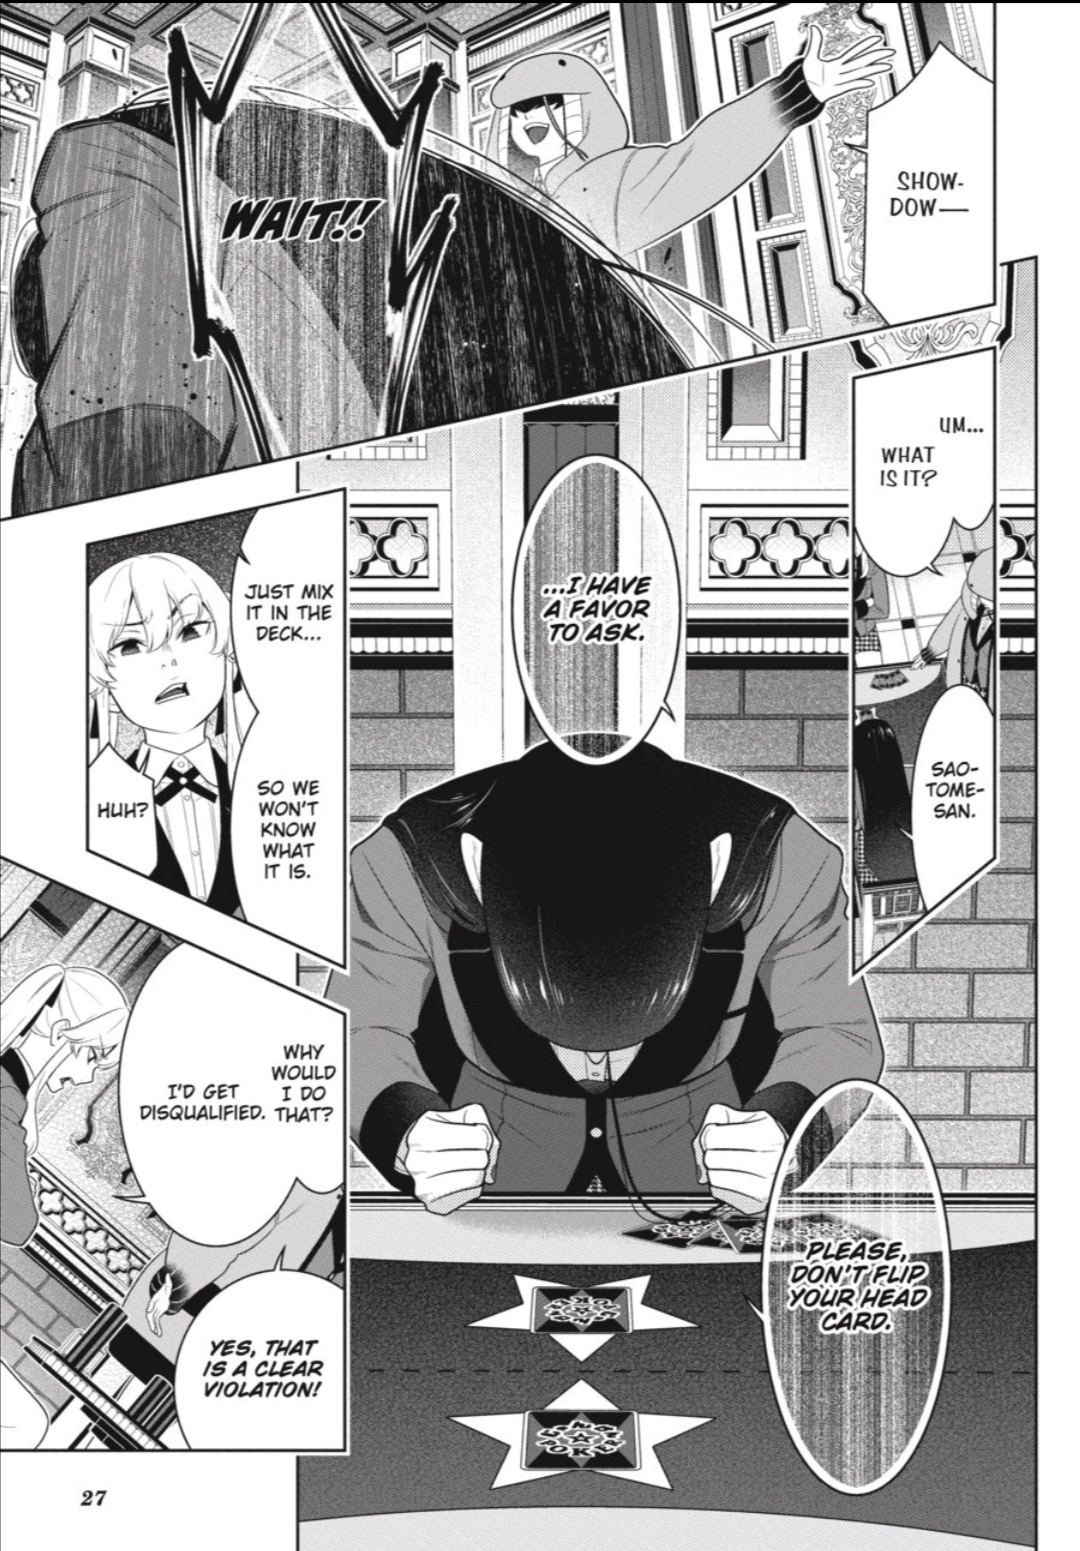 SHOW-
DOW—
WAIT!!
UM...
WHAT
IS IT?
SAO-
TOME-
SAN.
...I HAVE
A FAVOR
TO ASK.
PLEASE,
DON'T FLIP
YOUR HEAD
CARD.
JUST MIX
IT IN THE
DECK...
SO WE
WON'T
KNOW
WHAT
IT IS.
HUH?
WHY
WOULD
I DO
THAT?
I'D GET
DISQUALIFIED.
YES, THAT
IS A CLEAR
VIOLATION!
27